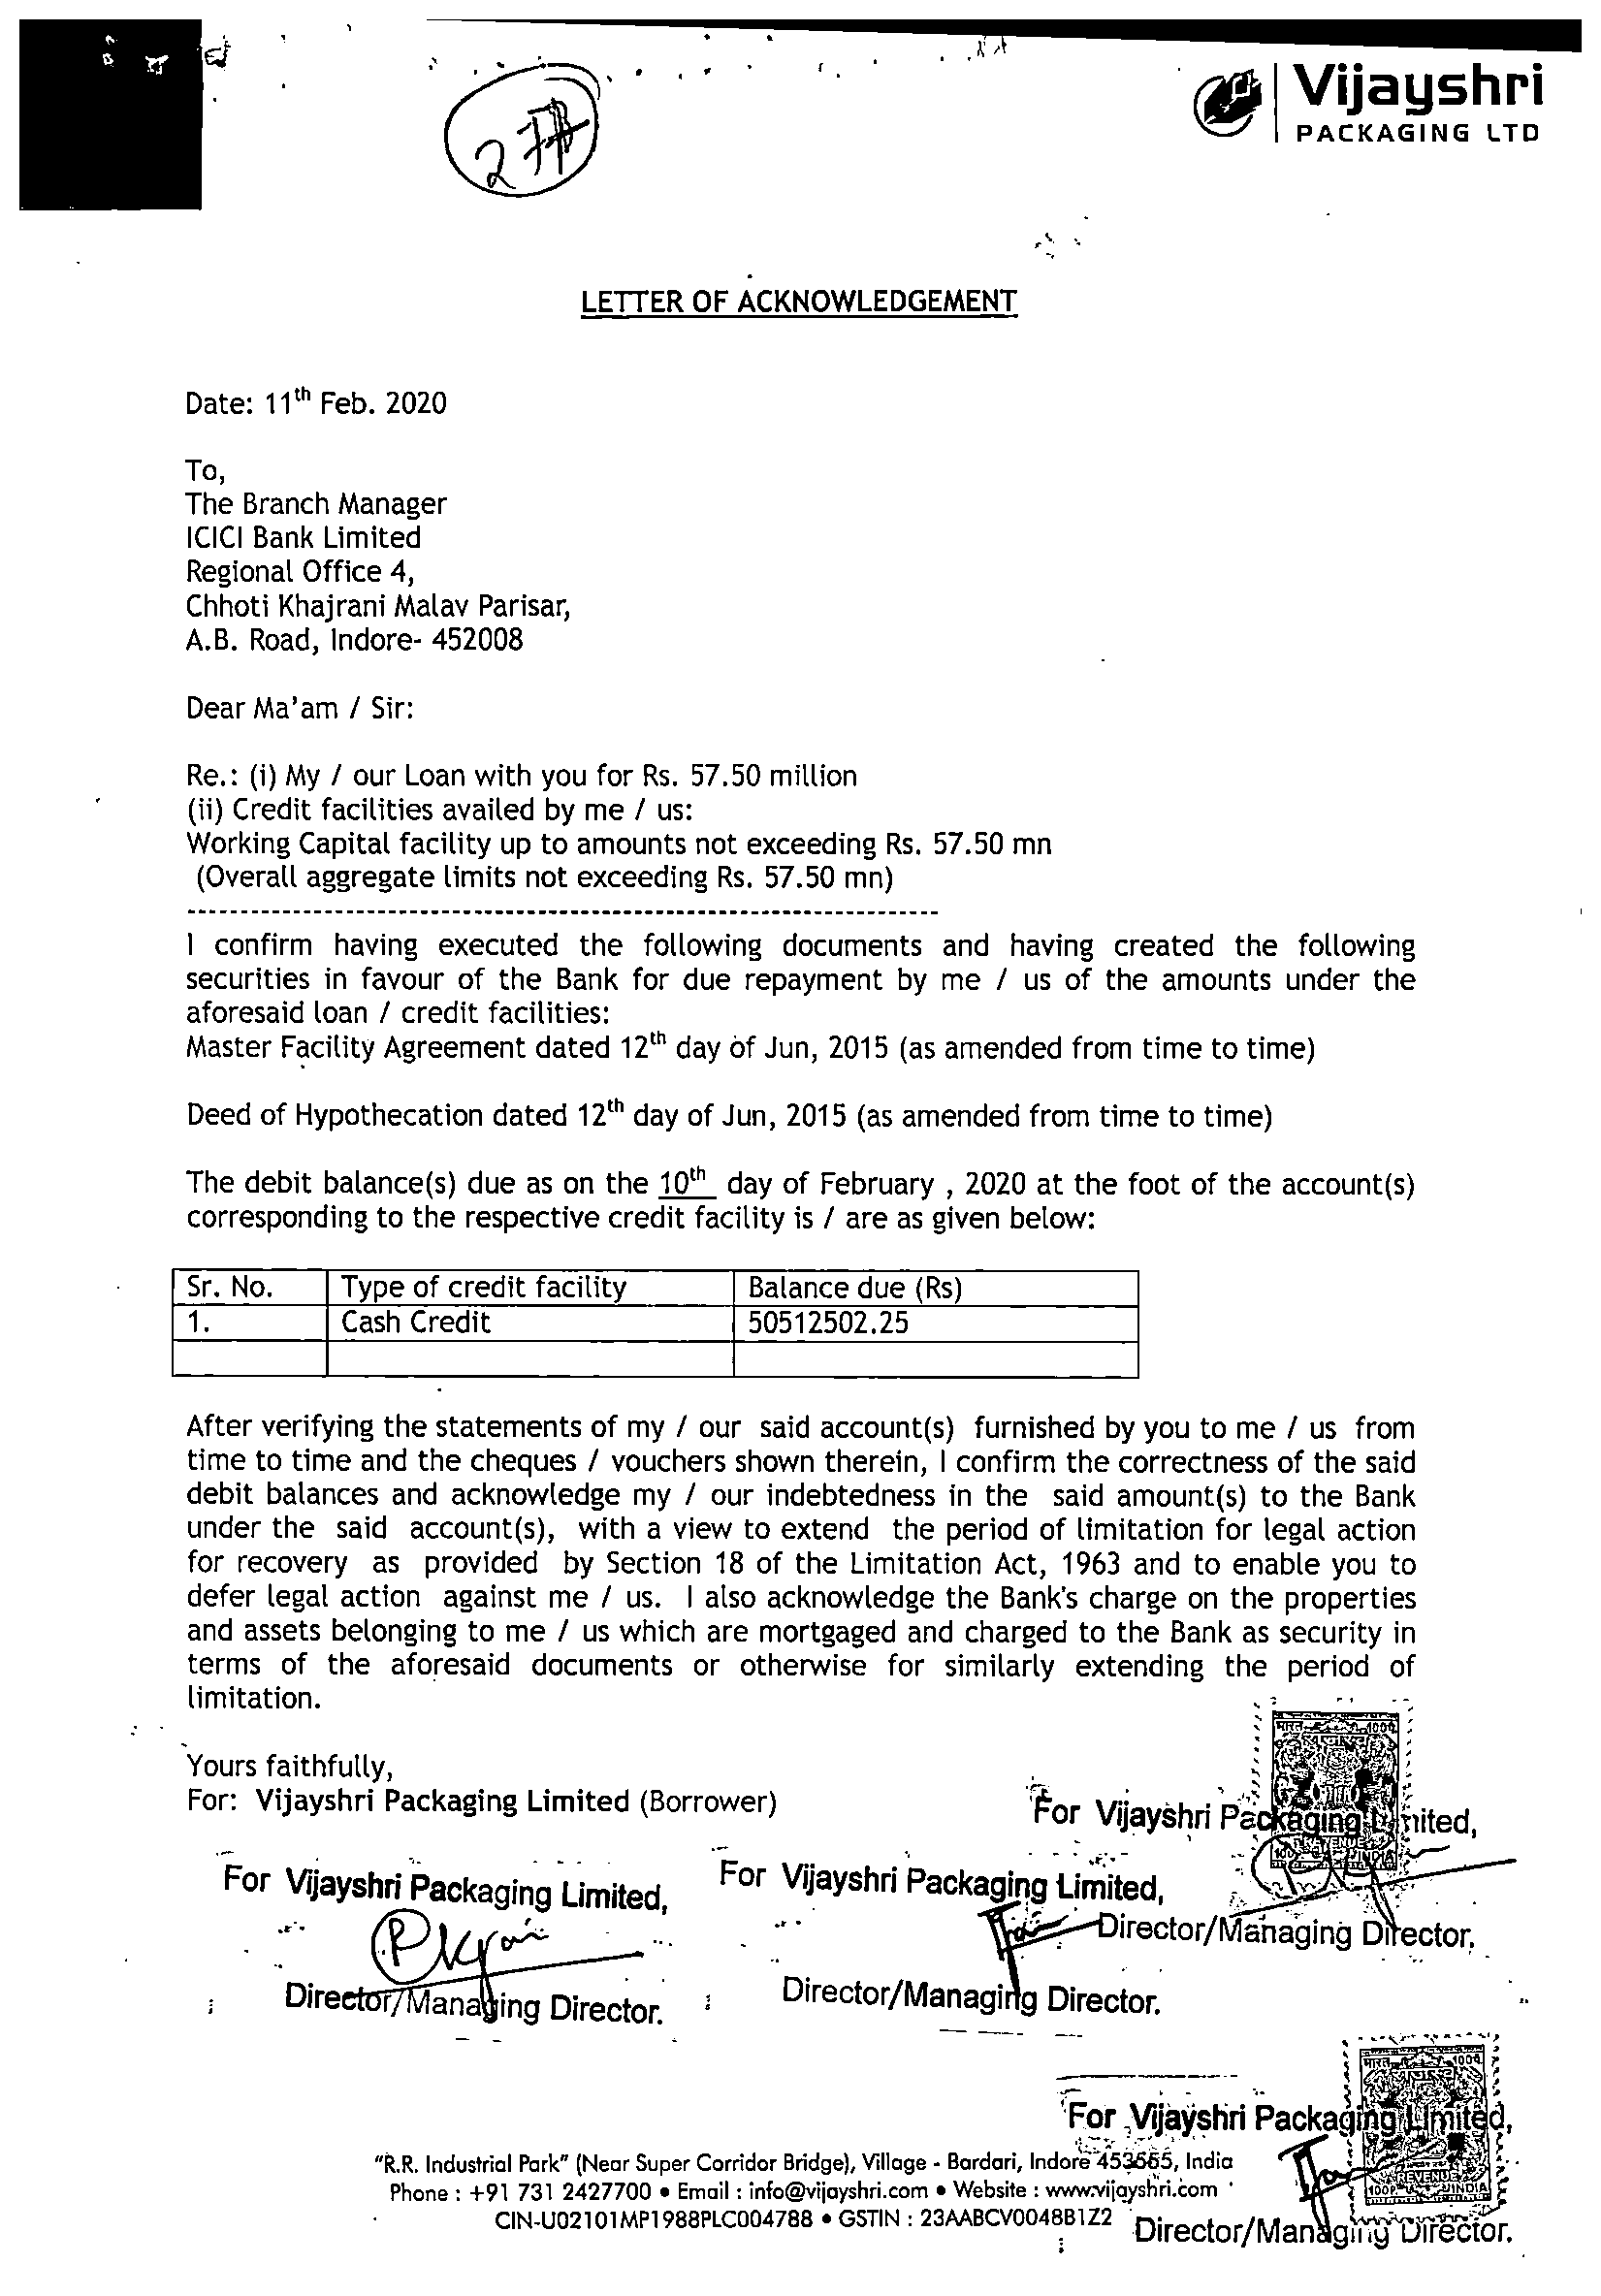 Vijayshri
PACKAGING LTD
LETTER OF ACKNOWLEDGEMENT
Date: 11th Feb. 2020
To,
The Branch Manager
ICICI Bank Limited
Regional Office 4,
Chhoti Khajrani Malav Parisar,
A.B. Road, Indore- 452008
Dear Ma'am / Sir:
Re.: (i) My / our Loan with you for Rs. 57.50 million
(ii) Credit facilities availed by me / us:
Working Capital facility up to amounts not exceeding Rs. 57.50 mn
(Overall aggregate limits not exceeding Rs. 57.50 mn)
I confirm having executed the following documents and having created the following
securities in favour of the Bank for due repayment by me / us of the amounts under the
aforesaid loan / credit facilities:
Master Facility Agreement dated 12th day of Jun, 2015 (as amended from time to time)
Deed of Hypothecation dated 12th day of Jun, 2015 (as amended from time to time)
The debit balance(s) due as on the 10th day of February , 2020 at the foot of the account(s)
corresponding to the respective credit facility is / are as given below:
Sr. No. Type of credit facility Balance due (Rs)
1. Cash Credit 50512502.25
After verifying the statements of my / our said account(s) furnished by you to me / us from
time to time and the cheques / vouchers shown therein, I confirm the correctness of the said
debit balances and acknowledge my / our indebtedness in the said amount(s) to the Bank
under the said account(s), with a view to extend the period of limitation for legal action
for recovery as provided by Section 18 of the Limitation Act, 1963 and to enable you to
defer legal action against me / us. I also acknowledge the Bank's charge on the properties
and assets belonging to me / us which are mortgaged and charged to the Bank as security in
terms of the aforesaid documents or otherwise for similarly extending the period of
limitation.
Yours faithfully,
For: Vijayshri Packaging Limited (Borrower)
For Vijayshri Packaging Limited,
Director/Managing Director.
For Vijayshri Packaging Limited,
Director/Managing Director.
For Vijayshri Packaging Limited,
Director/Managing Director.
For Vijayshri Packaging Limited,
Director/Managing Director.
"R.R. Industrial Park" (Near Super Corridor Bridge), Village - Bardari, Indore 453555, India
Phone : +91 731 2427700 • Email : info@vijayshri.com • Website : www.vijayshri.com
CIN-U02101MP1988PLC004788 • GSTIN : 23AABCV0048B1Z2